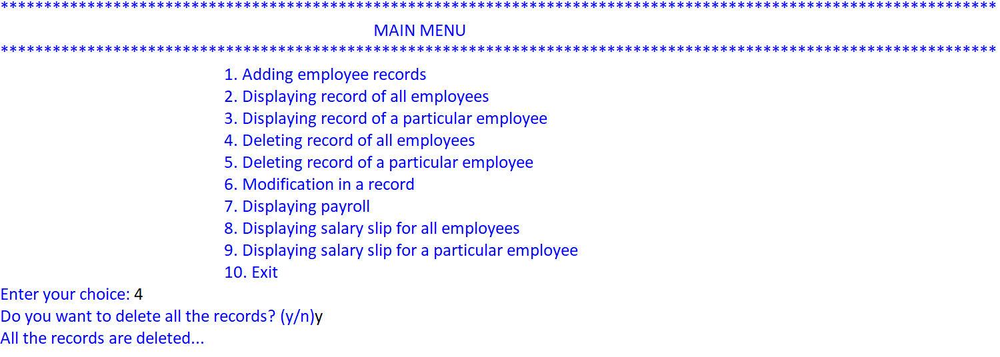 *******************************************************************************************************************
MAIN MENU
*******************************************************************************************************************
1. Adding employee records
2. Displaying record of all employees
3. Displaying record of a particular employee
4. Deleting record of all employees
5. Deleting record of a particular employee
6. Modification in a record
7. Displaying payroll
8. Displaying salary slip for all employees
9. Displaying salary slip for a particular employee
10. Exit
Enter your choice: 4
Do you want to delete all the records? (y/n)y
All the records are deleted...